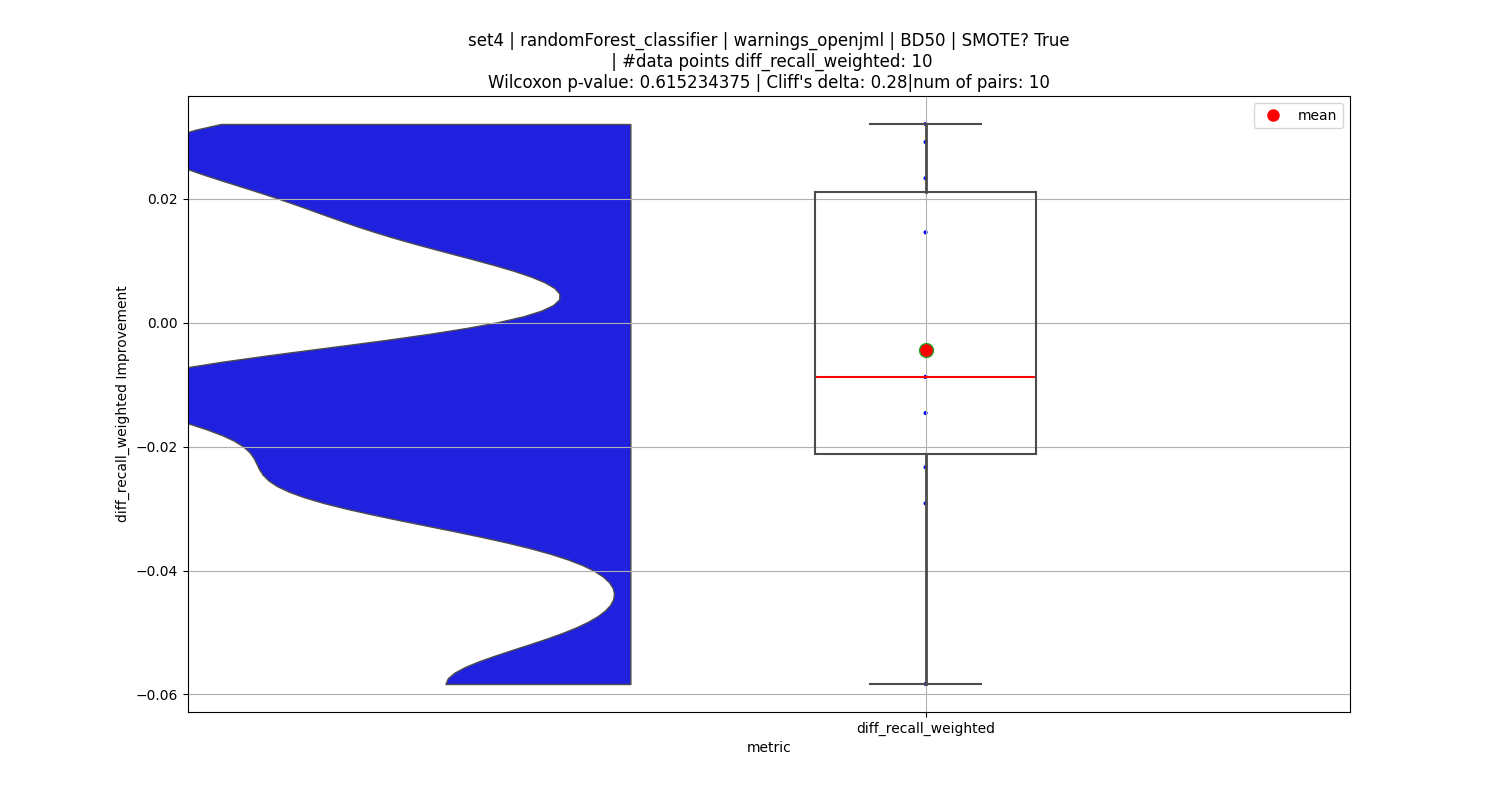 set4 | randomForest_classifier | warnings_openjml | BD50 | SMOTE? True
| #data points diff_recall_weighted: 10
Wilcoxon p-value: 0.615234375 | Cliff's delta: 0.28|num of pairs: 10
mean
0.02
0.00
−0.02
−0.04
−0.06
diff_recall_weighted Improvement
diff_recall_weighted
metric